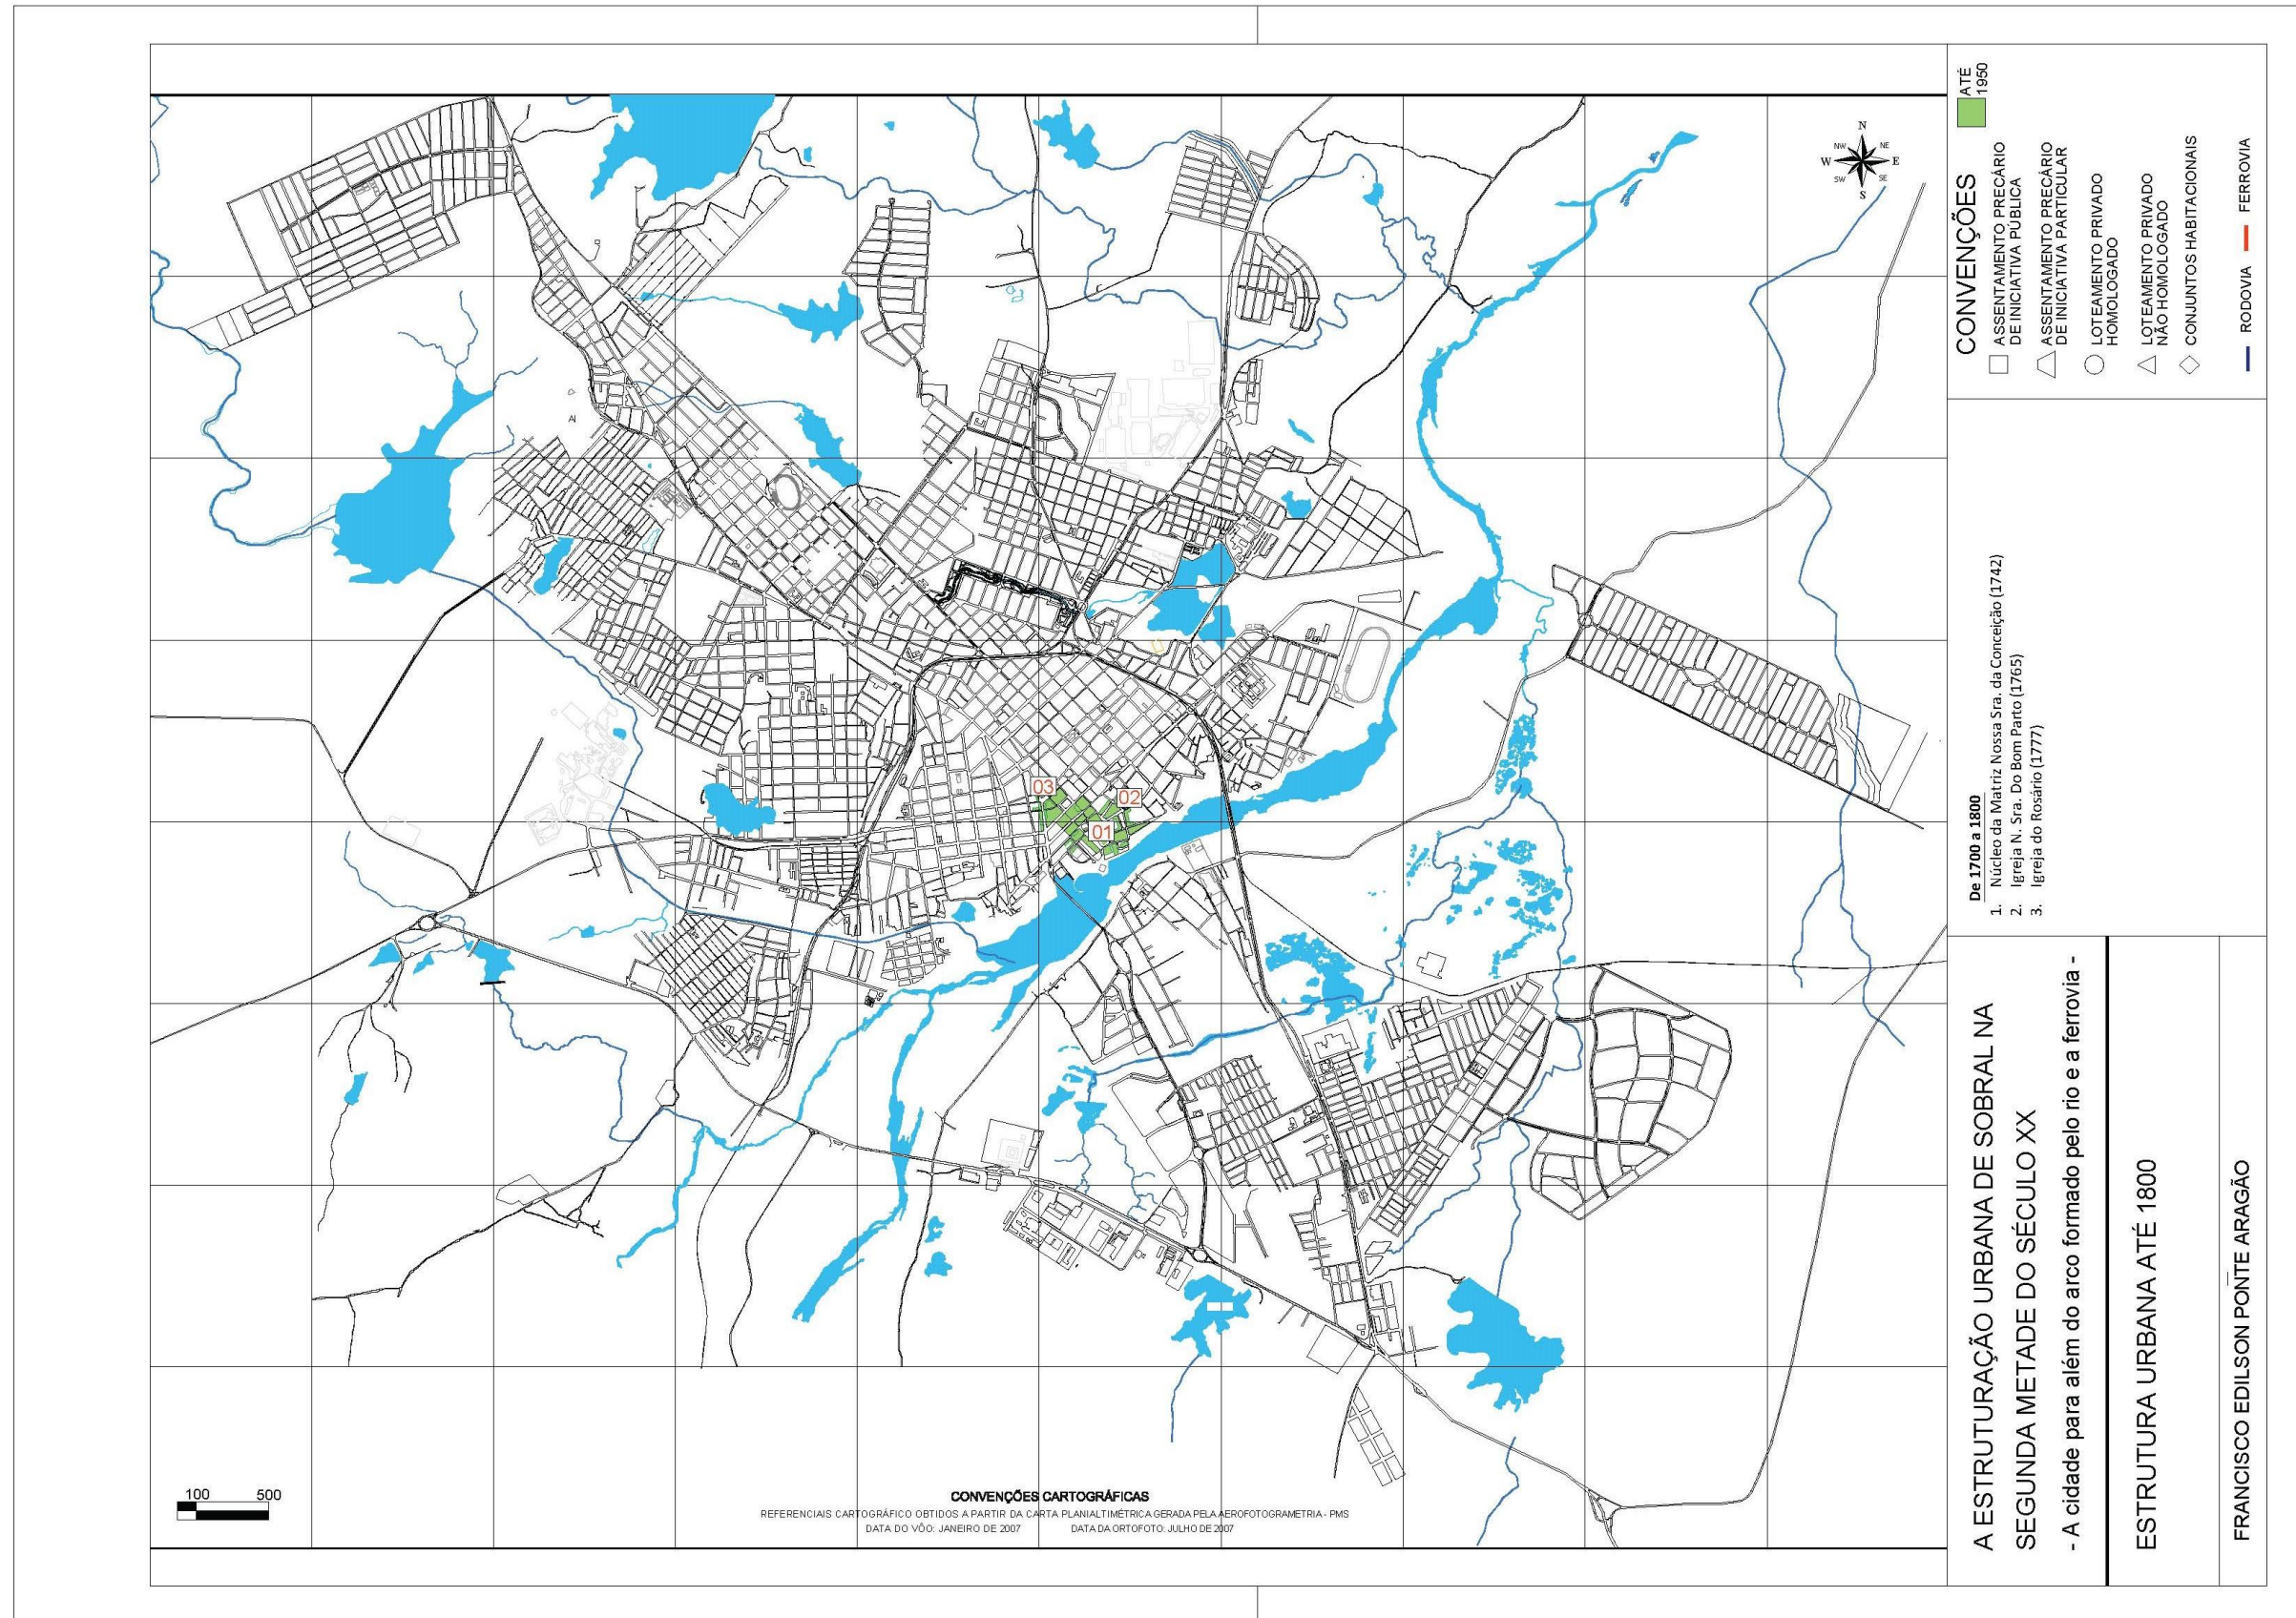 CONVENÇÕES
ATÉ
1950
ASSENTAMENTO PRECÁRIO
DE INICIATIVA PÚBLICA
ASSENTAMENTO PRECÁRIO
DE INICIATIVA PARTICULAR
LOTEAMENTO PRIVADO
HOMOLOGADO
LOTEAMENTO PRIVADO
NÃO HOMOLOGADO
CONJUNTOS HABITACIONAIS
RODOVIA
FERROVIA
De 1700 a 1800
1. Núcleo da Matriz Nossa Sra. da Conceição (1742)
2. Igreja N. Sra. Do Bom Parto (1765)
3. Igreja do Rosário (1777)
A ESTRUTURAÇÃO URBANA DE SOBRAL NA
SEGUNDA METADE DO SÉCULO XX
- A cidade para além do arco formado pelo rio e a ferrovia -
ESTRUTURA URBANA ATÉ 1800
FRANCISCO EDILSON PONTE ARAGÃO
N
NW
NE
W
E
SW
SE
S
AI
03
02
01
100
500
CONVENÇÕES CARTOGRÁFICAS
REFERENCIAIS CARTOGRÁFICO OBTIDOS A PARTIR DA CARTA PLANIALTIMÉTRICA GERADA PELA AEROFOTOGRAMETRIA - PMS
DATA DO VÔO: JANEIRO DE 2007 DATA DA ORTOFOTO: JULHO DE 2007